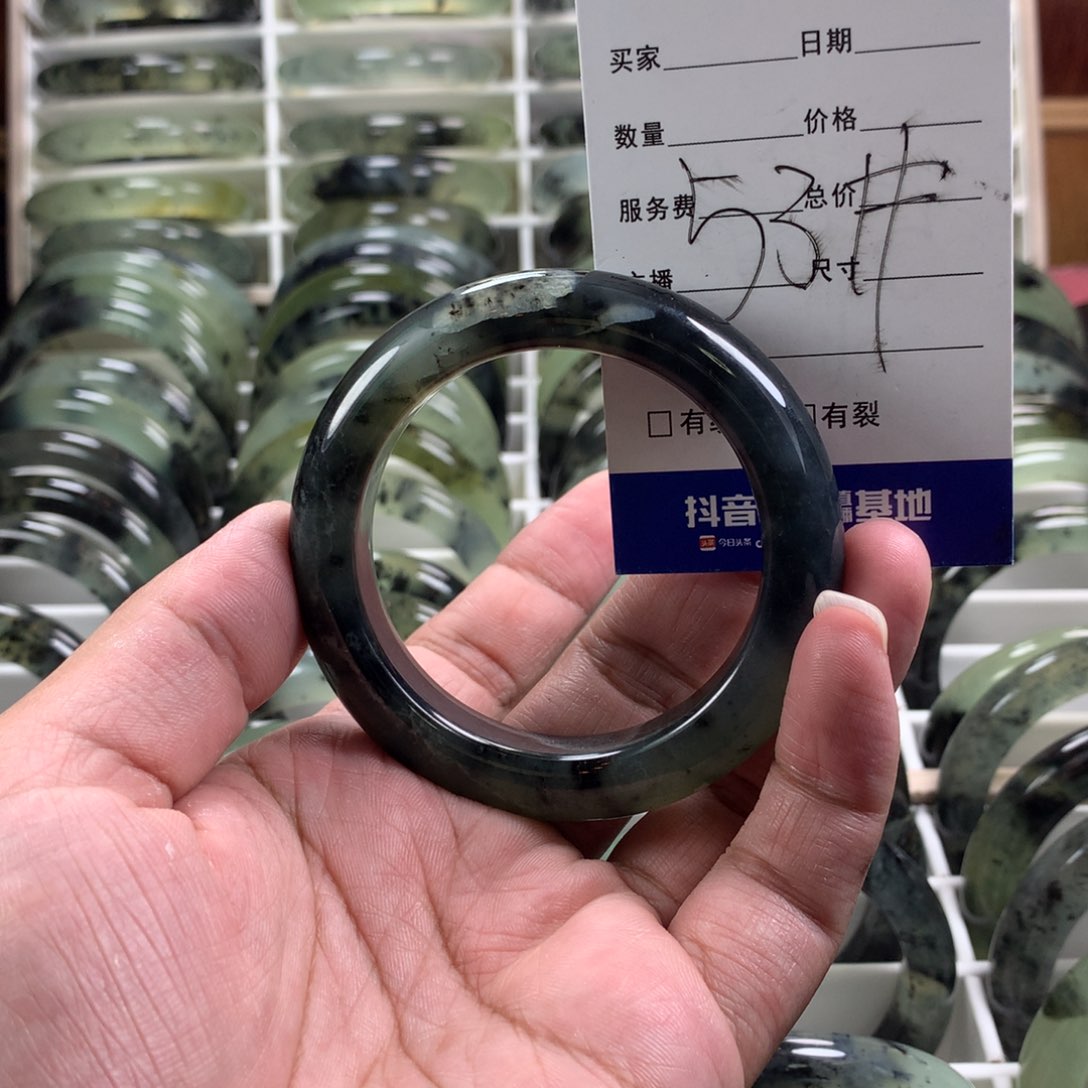 买家 日期
数量 价格
服务费 总价
53#
播 尺寸
有 有裂
抖音 基地
今日头条